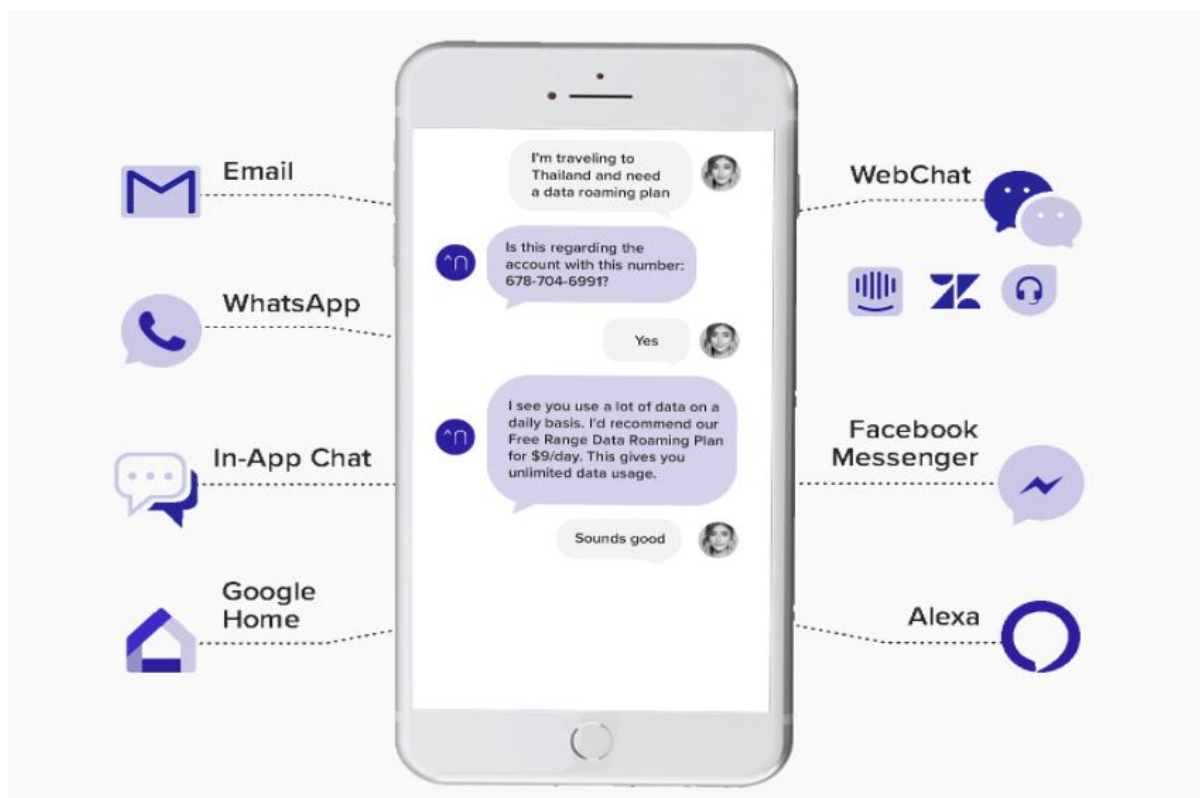 Email
WhatsApp
In-App Chat
Google
Home
I'm traveling to
Thailand and need
a data roaming plan
^n
Is this regarding the
account with this number:
678-704-6991?
Yes
^n
I see you use a lot of data on a
daily basis. I'd recommend our
Free Range Data Roaming Plan
for $9/day. This gives you
unlimited data usage.
Sounds good
WebChat
Facebook
Messenger
Alexa